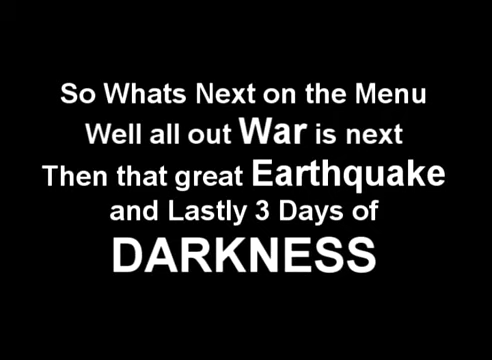 So Whats Next on the Menu
Well all out War is next
Then that great Earthquake
and Lastly 3 Days of
DARKNESS